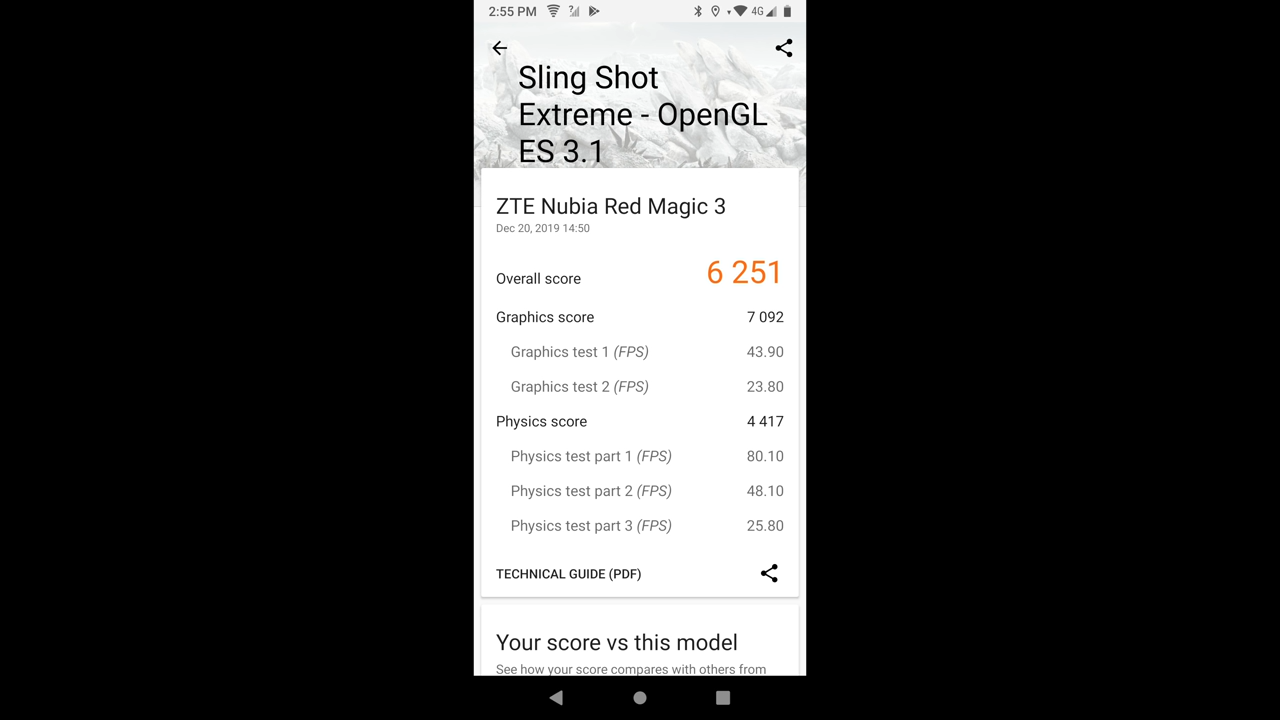 2:55 PM ? 4G
Sling Shot
Extreme - OpenGL
ES 3.1
ZTE Nubia Red Magic 3
Dec 20, 2019 14:50
Overall score 6 251
Graphics score 7 092
Graphics test 1 (FPS) 43.90
Graphics test 2 (FPS) 23.80
Physics score 4 417
Physics test part 1 (FPS) 80.10
Physics test part 2 (FPS) 48.10
Physics test part 3 (FPS) 25.80
TECHNICAL GUIDE (PDF)
Your score vs this model
See how your score compares with others from